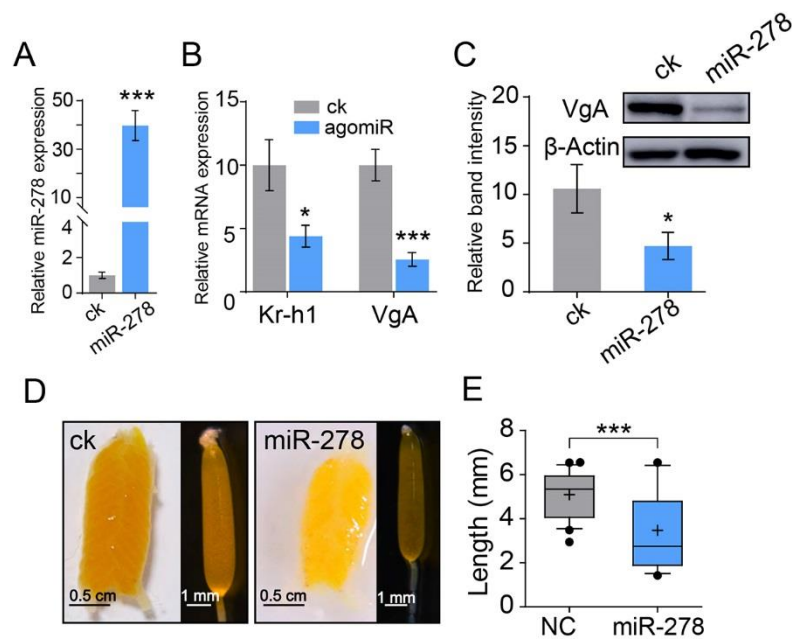 A
Relative miR-278 expression
50
40
30
20
10
4
2
0
***
ck
miR-278
B
Relative mRNA expression
15
10
5
0
ck
agomiR
*
***
Kr-h1
VgA
C
Relative band intensity
20
15
10
5
0
ck
miR-278
VgA
β-Actin
*
ck
miR-278
D
ck
0.5 cm
1 mm
miR-278
0.5 cm
1 mm
E
Length (mm)
8
6
4
2
0
***
NC
miR-278